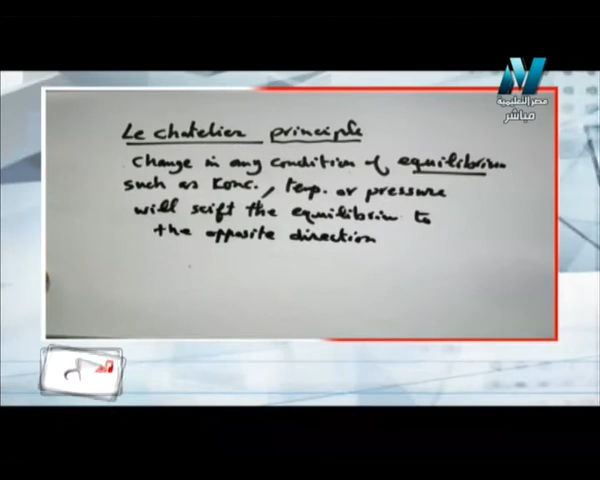 مصر التعليمية
مباشر
Le chatelier principle
change in any condition of equilibrium
such as Konc., temp. or pressure
will scift the equilibrium to
the opposite direction